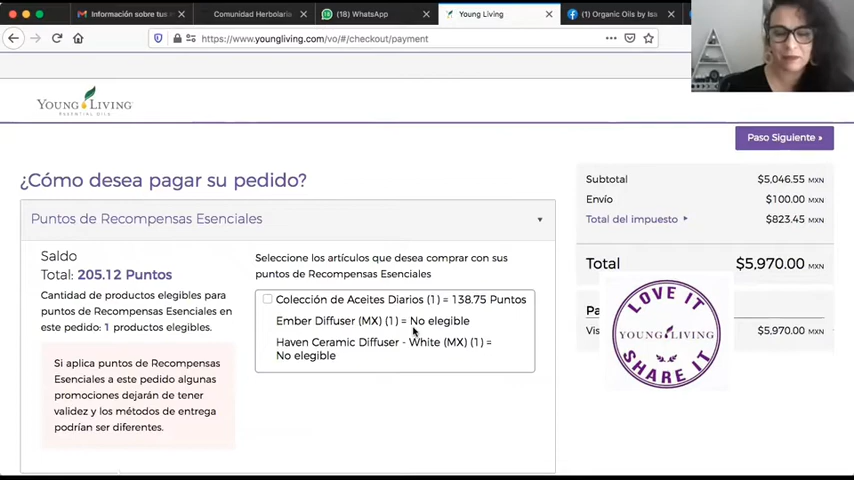 Información sobre tus
Comunidad Herbolaria
(18) WhatsApp
Young Living
(1) Organic Oils by Isa
https://www.youngliving.com/vo/#/checkout/payment
YOUNG LIVING
ESSENTIAL OILS
Paso Siguiente »
¿Cómo desea pagar su pedido?
Subtotal $5,046.55 MXN
Envío $100.00 MXN
Total del impuesto $823.45 MXN
Total $5,970.00 MXN
Puntos de Recompensas Esenciales
Saldo
Total: 205.12 Puntos
Cantidad de productos elegibles para
puntos de Recompensas Esenciales en
este pedido: 1 productos elegibles.
Si aplica puntos de Recompensas
Esenciales a este pedido algunas
promociones dejarán de tener
validez y los métodos de entrega
podrían ser diferentes.
Seleccione los artículos que desea comprar con sus
puntos de Recompensas Esenciales
Colección de Aceites Diarios (1) = 138.75 Puntos
Ember Diffuser (MX) (1) = No elegible
Haven Ceramic Diffuser - White (MX) (1) =
No elegible
$5,970.00 MXN
LOVE IT
YOUNG LIVING
SHARE IT